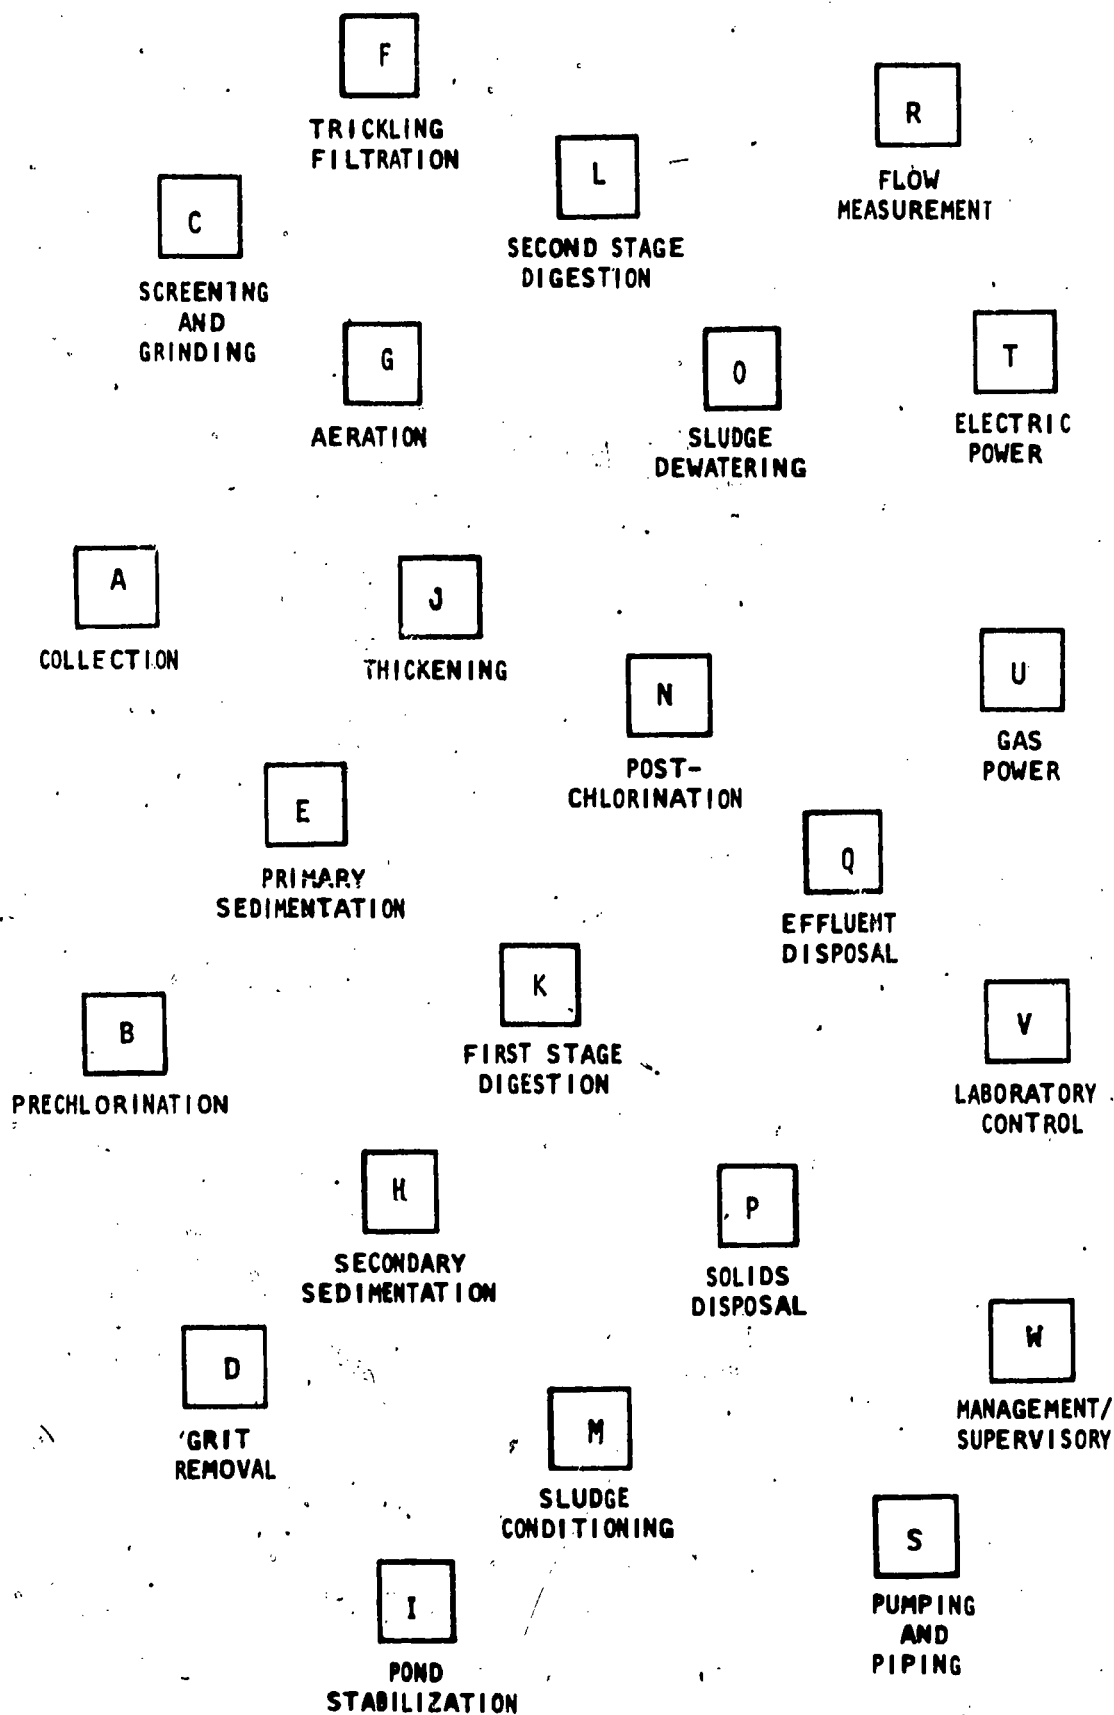 F
TRICKLING
FILTRATION
R
FLOW
MEASUREMENT
L
SECOND STAGE
DIGESTION
C
SCREENING
AND
GRINDING
G
AERATION
O
SLUDGE
DEWATERING
T
ELECTRIC
POWER
A
COLLECTION
J
THICKENING
N
POST-
CHLORINATION
U
GAS
POWER
E
PRIMARY
SEDIMENTATION
Q
EFFLUENT
DISPOSAL
K
FIRST STAGE
DIGESTION
B
PRECHLORINATION
V
LABORATORY
CONTROL
H
SECONDARY
SEDIMENTATION
P
SOLIDS
DISPOSAL
D
GRIT
REMOVAL
W
MANAGEMENT/
SUPERVISORY
M
SLUDGE
CONDITIONING
S
PUMPING
AND
PIPING
I
POND
STABILIZATION